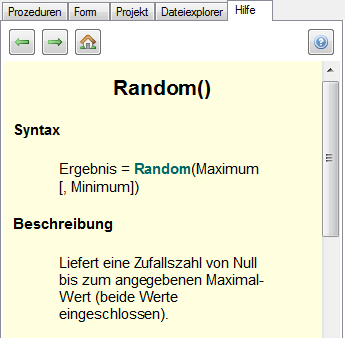 Prozeduren Form Projekt Dateiexplorer Hilfe
Random()
Syntax
Ergebnis = Random(Maximum
[, Minimum])
Beschreibung
Liefert eine Zufallszahl von Null
bis zum angegebenen Maximal-
Wert (beide Werte
eingeschlossen).